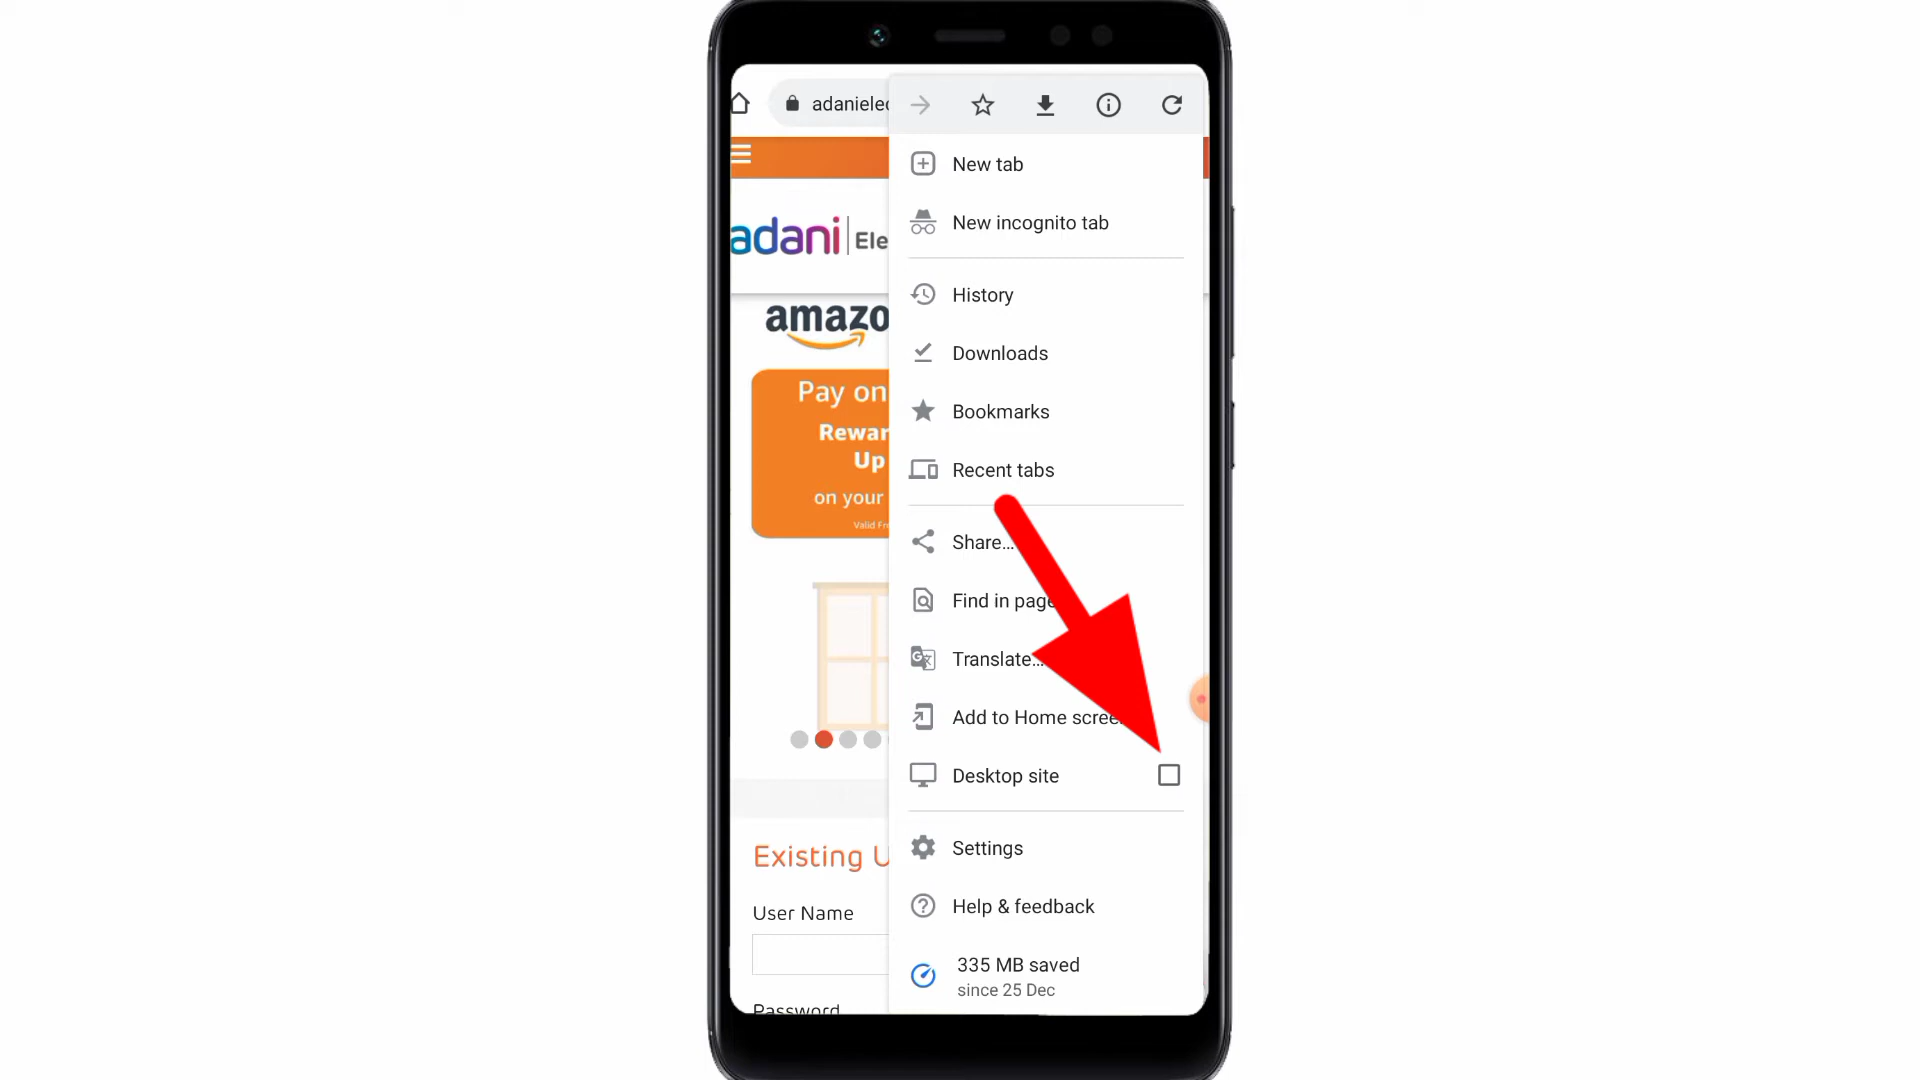 adanielec
New tab
New incognito tab
adani Ele
History
amazo
Downloads
Pay on
Rewar
Up
on your
Valid Fr
Bookmarks
Recent tabs
Share...
Find in page
Translate...
Add to Home scree
Desktop site
Existing U
Settings
User Name
Help & feedback
335 MB saved
since 25 Dec
Password